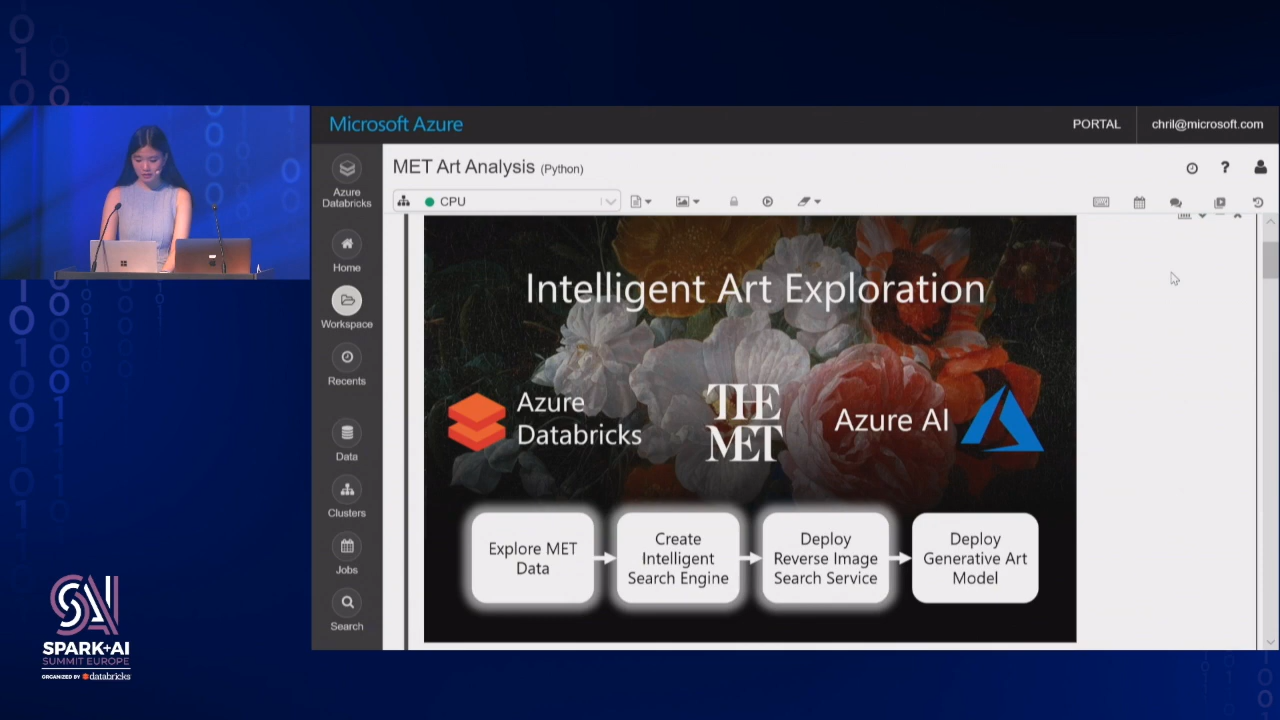 Microsoft Azure
PORTAL
chril@microsoft.com
MET Art Analysis (Python)
CPU
Azure
Databricks
Home
Workspace
Recents
Data
Clusters
Jobs
Search
Intelligent Art Exploration
Azure
Databricks
THE
MET
Azure AI
Explore MET
Data
Create
Intelligent
Search Engine
Deploy
Reverse Image
Search Service
Deploy
Generative Art
Model
SAI
SPARK+AI
SUMMIT EUROPE
ORGANIZED BY databricks